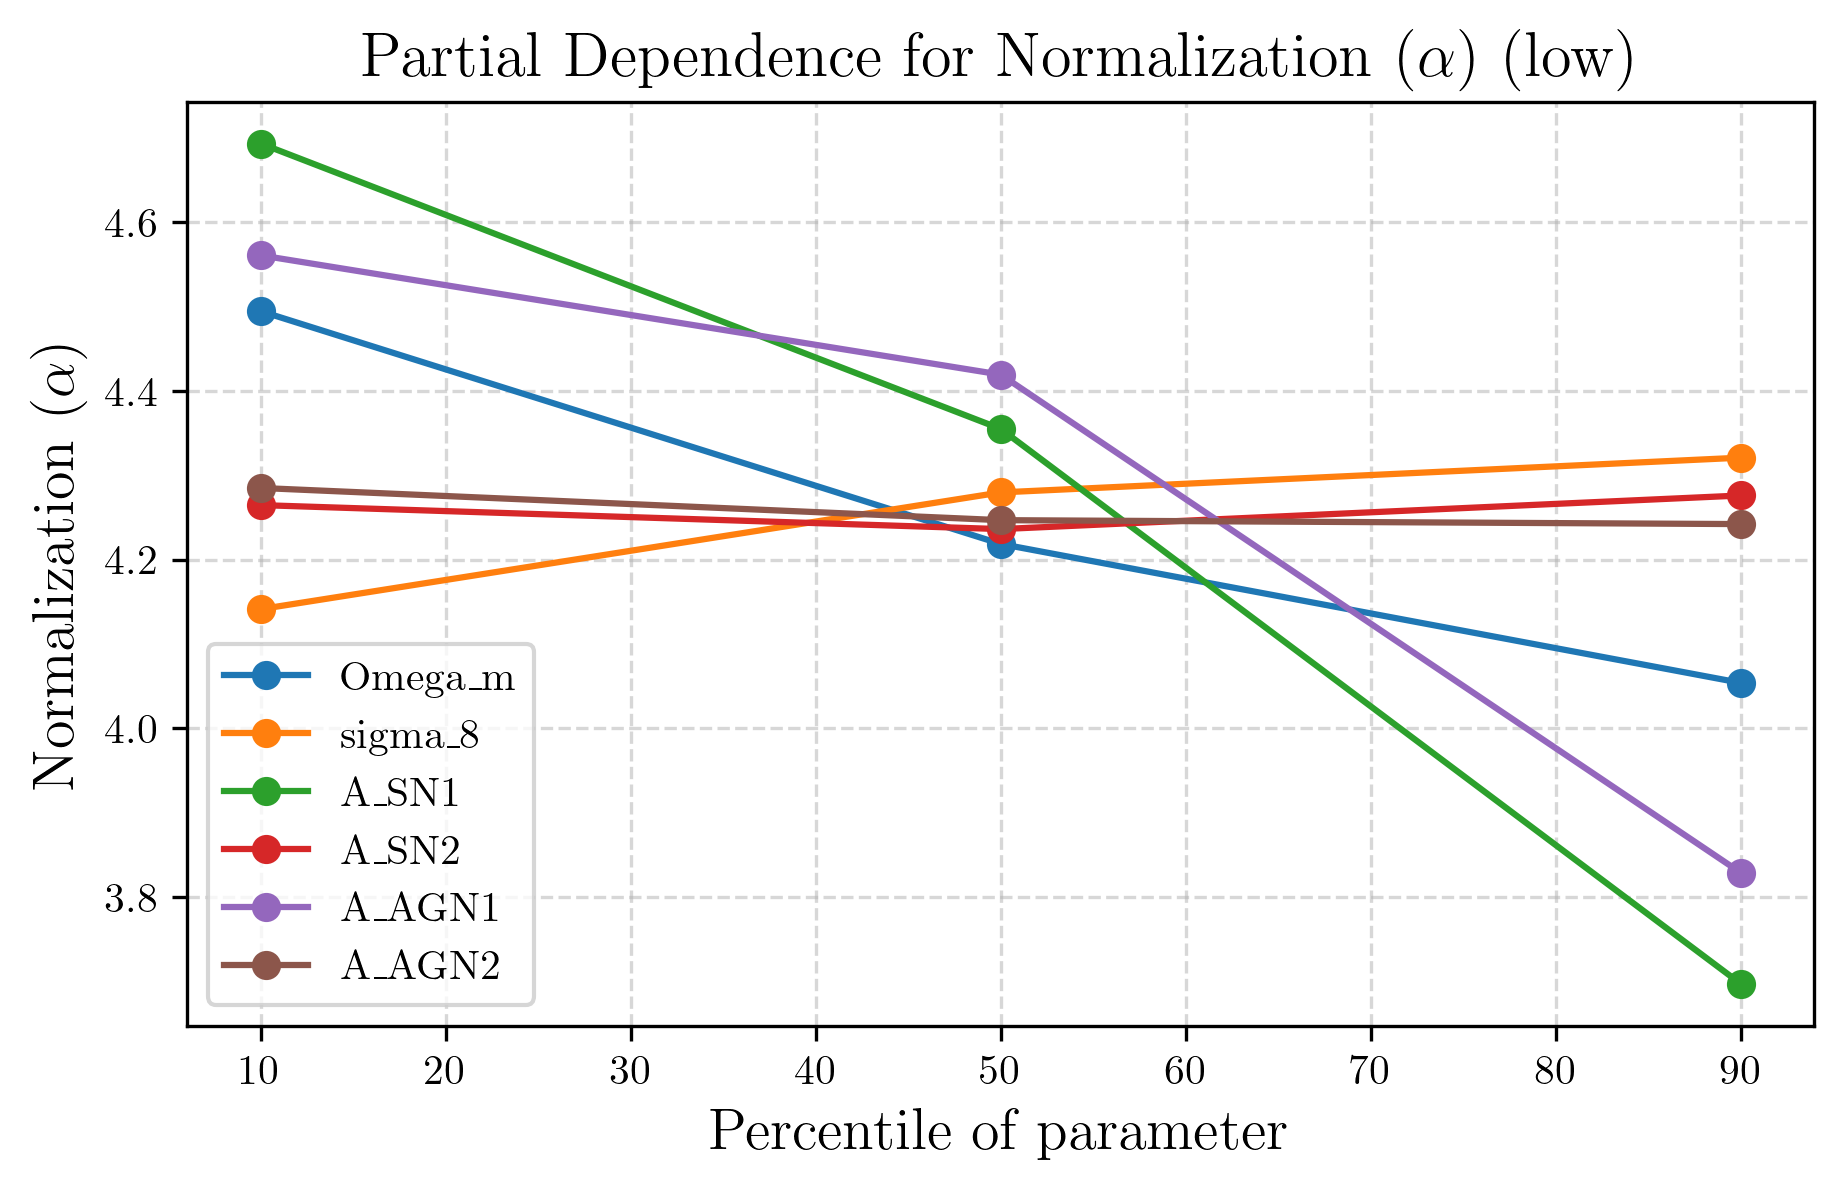 Partial Dependence for Normalization (α) (low)
Normalization (α)
4.6
4.4
4.2
4.0
3.8
Omega_m
sigma_8
A_SN1
A_SN2
A_AGN1
A_AGN2
10 20 30 40 50 60 70 80 90
Percentile of parameter